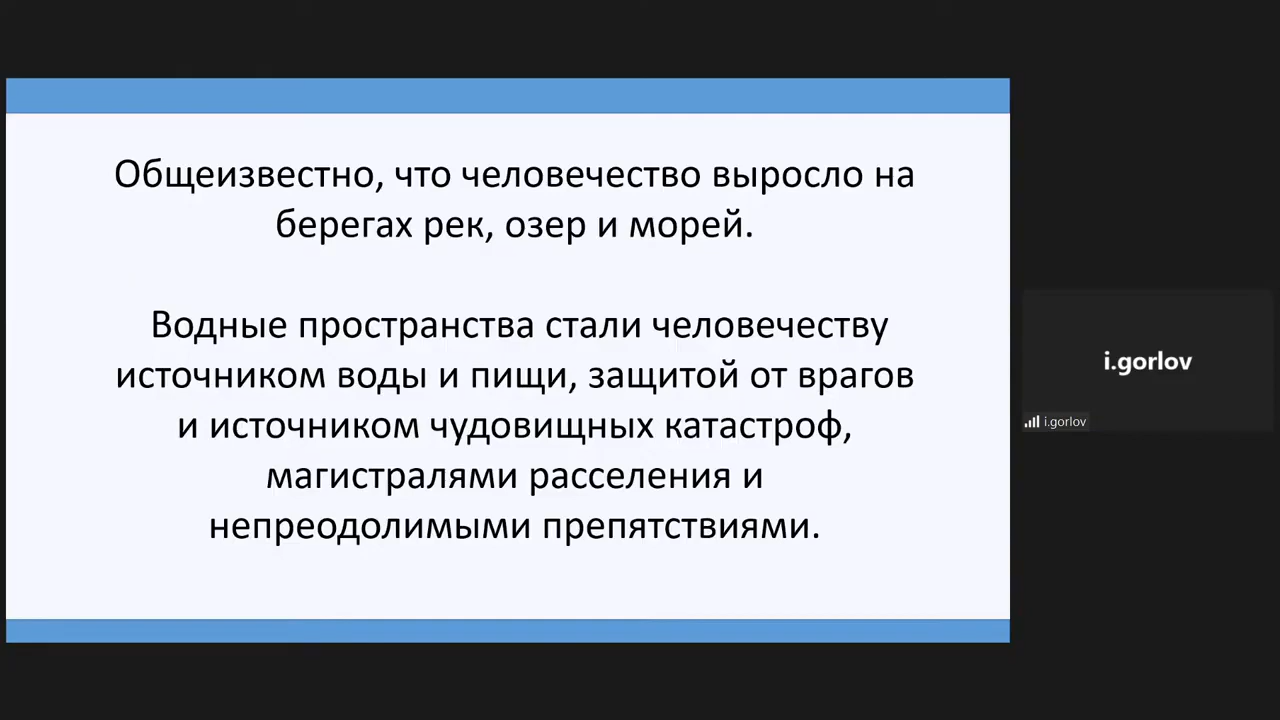 Общеизвестно, что человечество выросло на
берегах рек, озер и морей.
Водные пространства стали человечеству
источником воды и пищи, защитой от врагов
и источником чудовищных катастроф,
магистралями расселения и
непреодолимыми препятствиями.
i.gorlov
i.gorlov